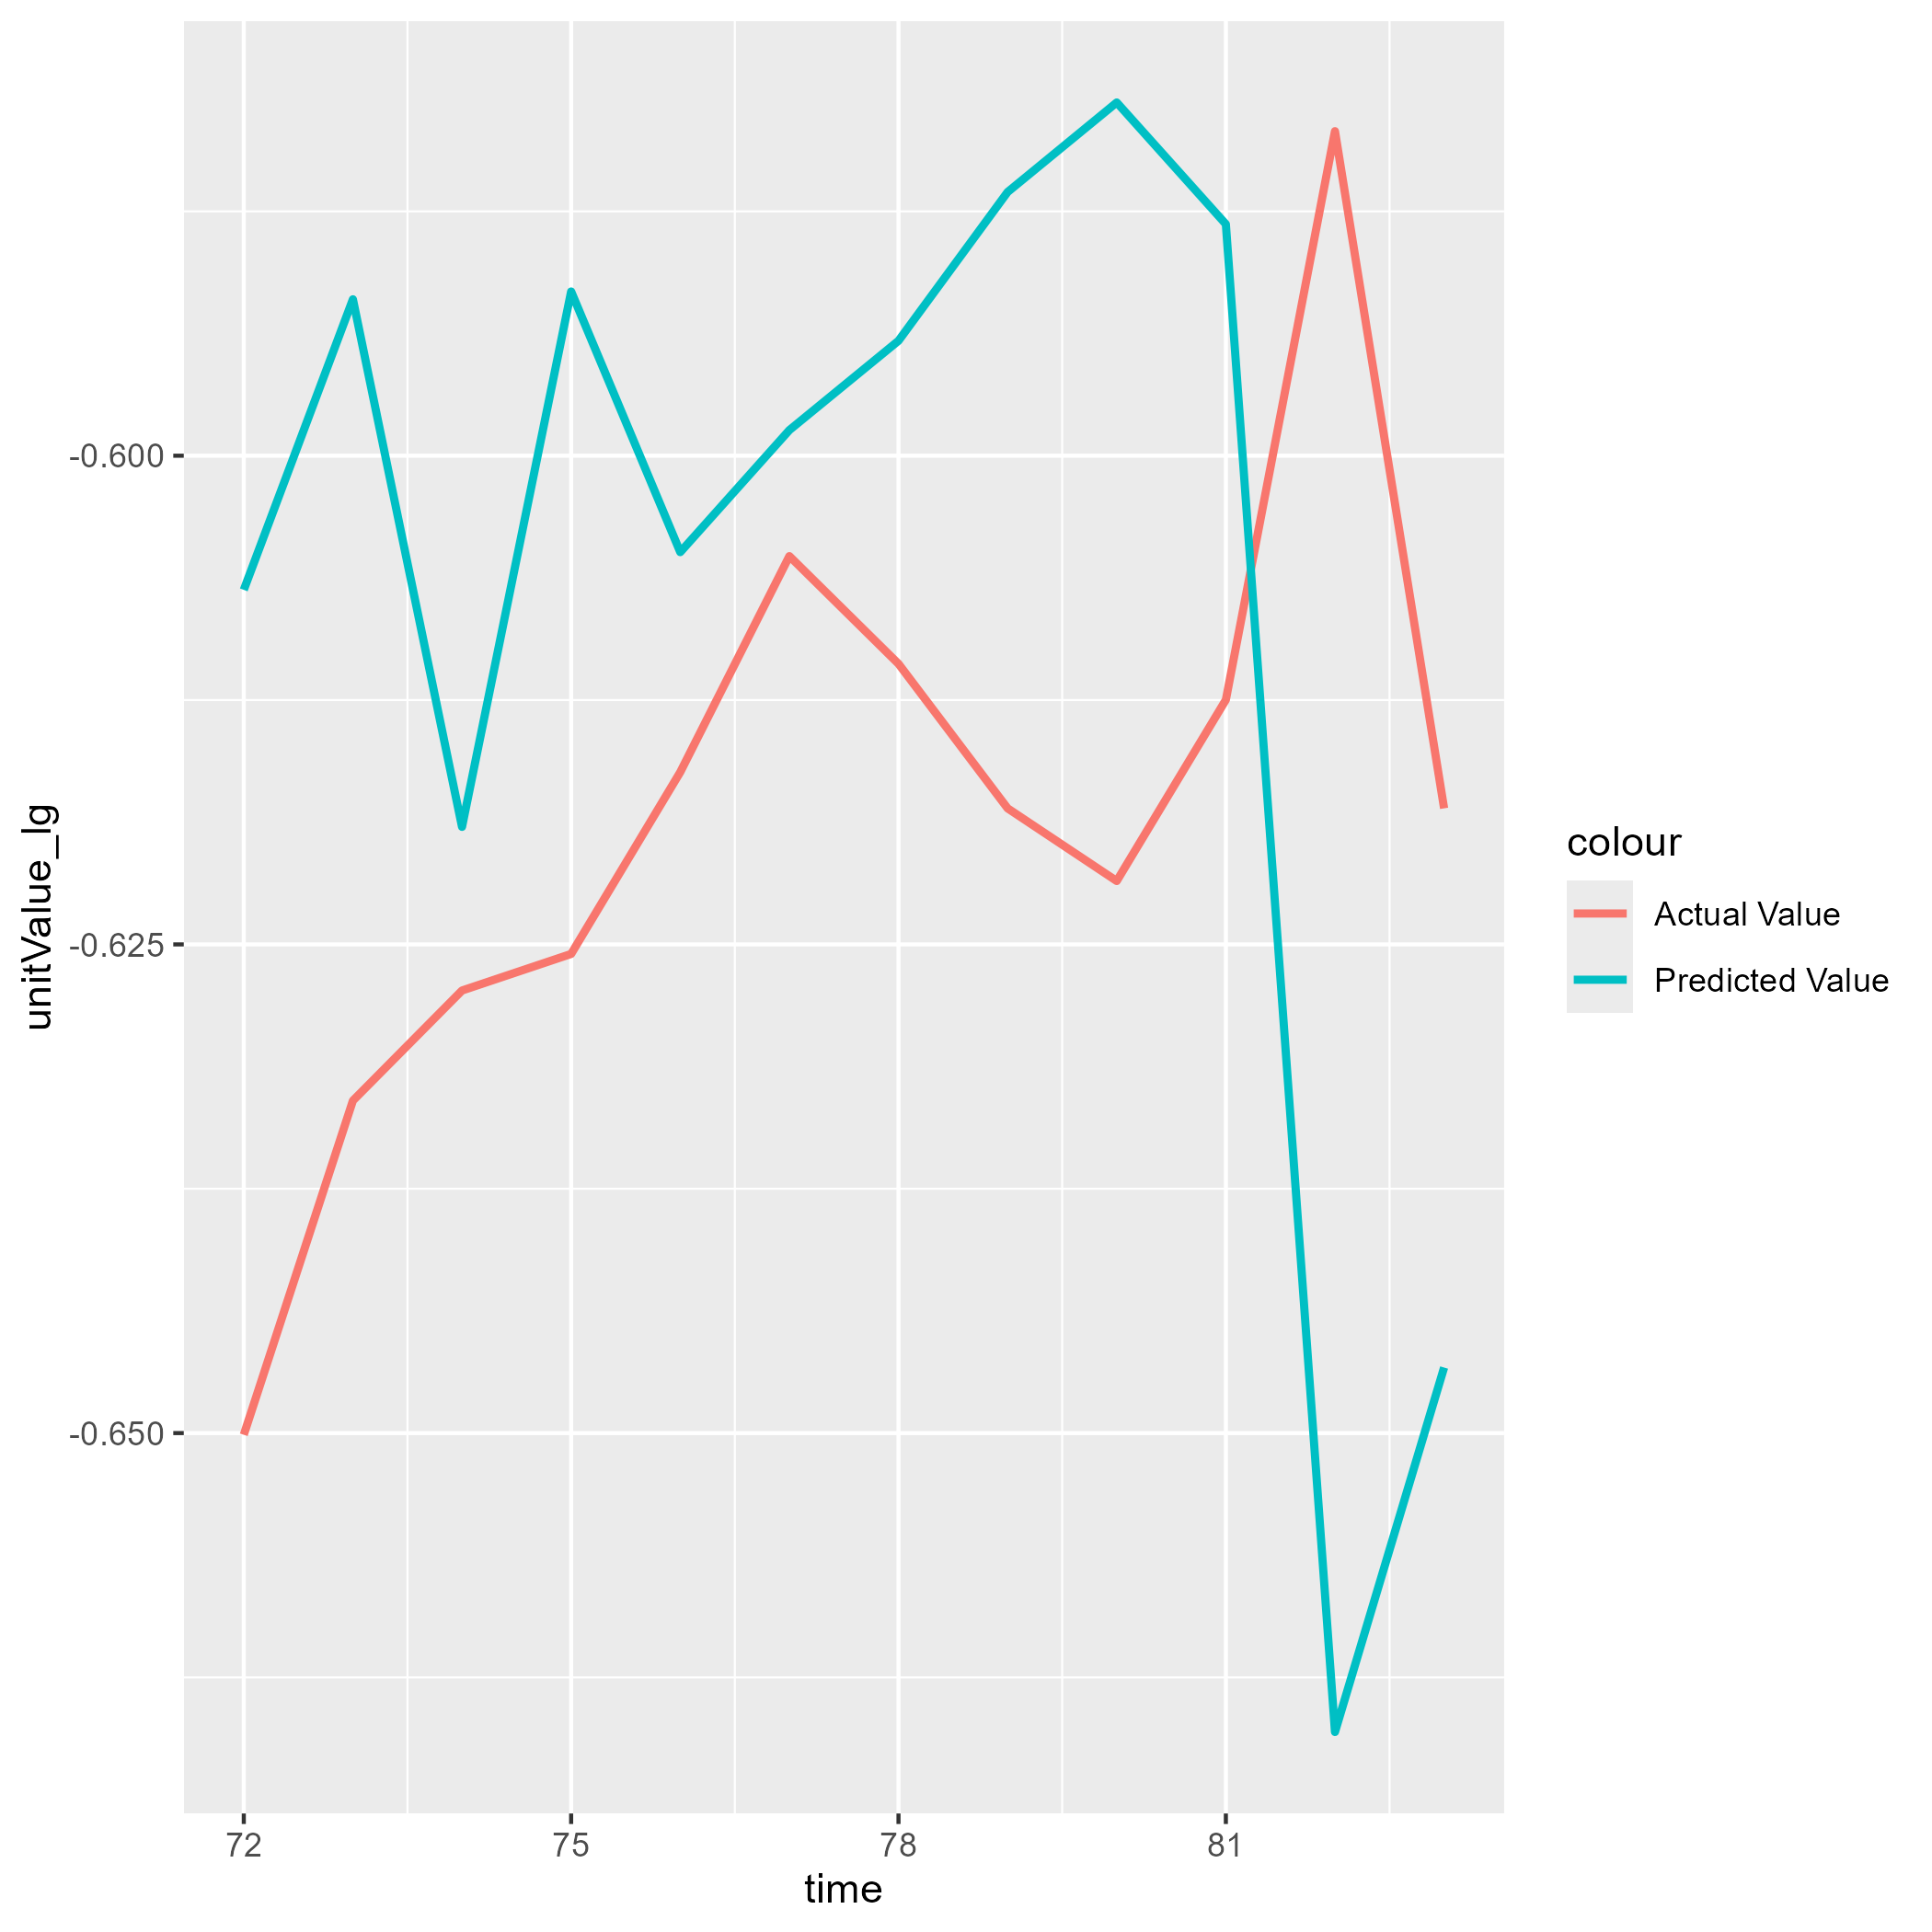 unitValue_lg
-0.600
-0.625
-0.650
72 75 78 81
time
colour
Actual Value
Predicted Value